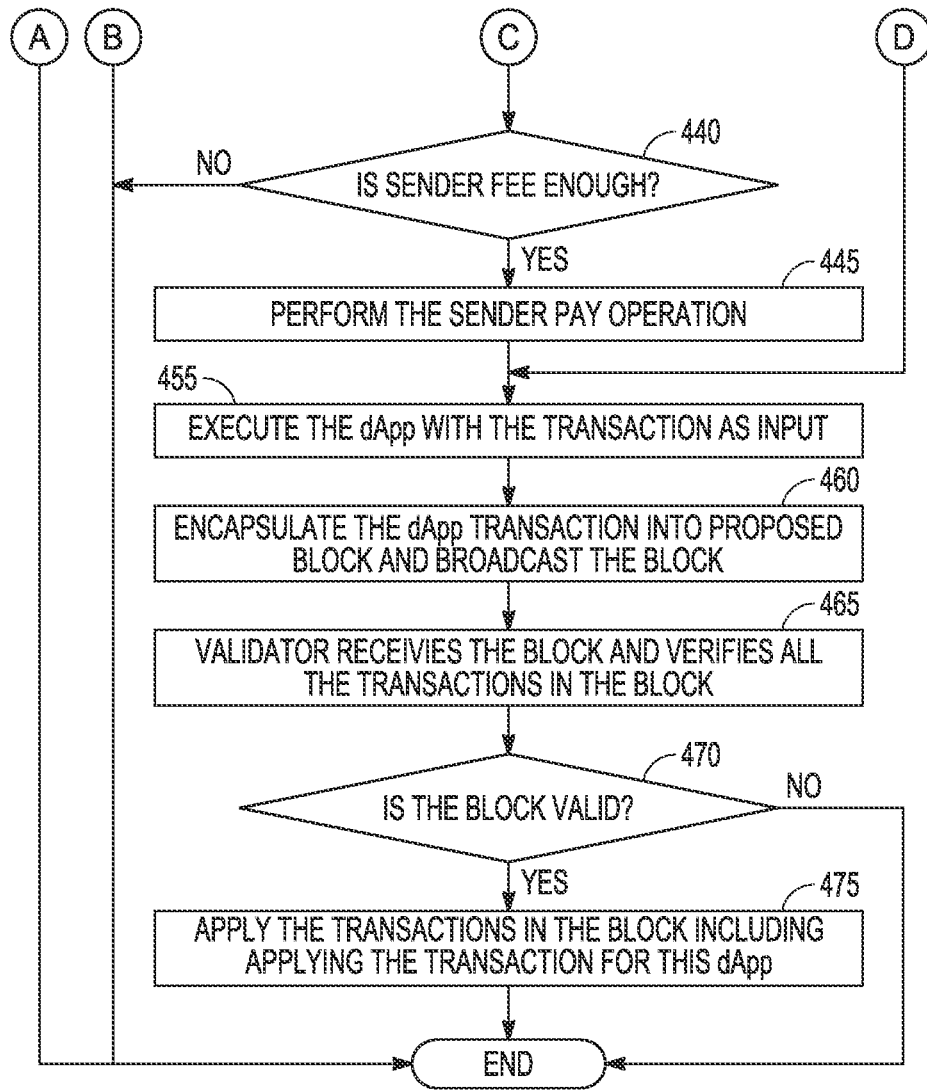 A B C D
440
NO
IS SENDER FEE ENOUGH?
YES
445
PERFORM THE SENDER PAY OPERATION
455
EXECUTE THE dApp WITH THE TRANSACTION AS INPUT
460
ENCAPSULATE THE dApp TRANSACTION INTO PROPOSED
BLOCK AND BROADCAST THE BLOCK
465
VALIDATOR RECEIVIES THE BLOCK AND VERIFIES ALL
THE TRANSACTIONS IN THE BLOCK
470
NO
IS THE BLOCK VALID?
YES
475
APPLY THE TRANSACTIONS IN THE BLOCK INCLUDING
APPLYING THE TRANSACTION FOR THIS dApp
END